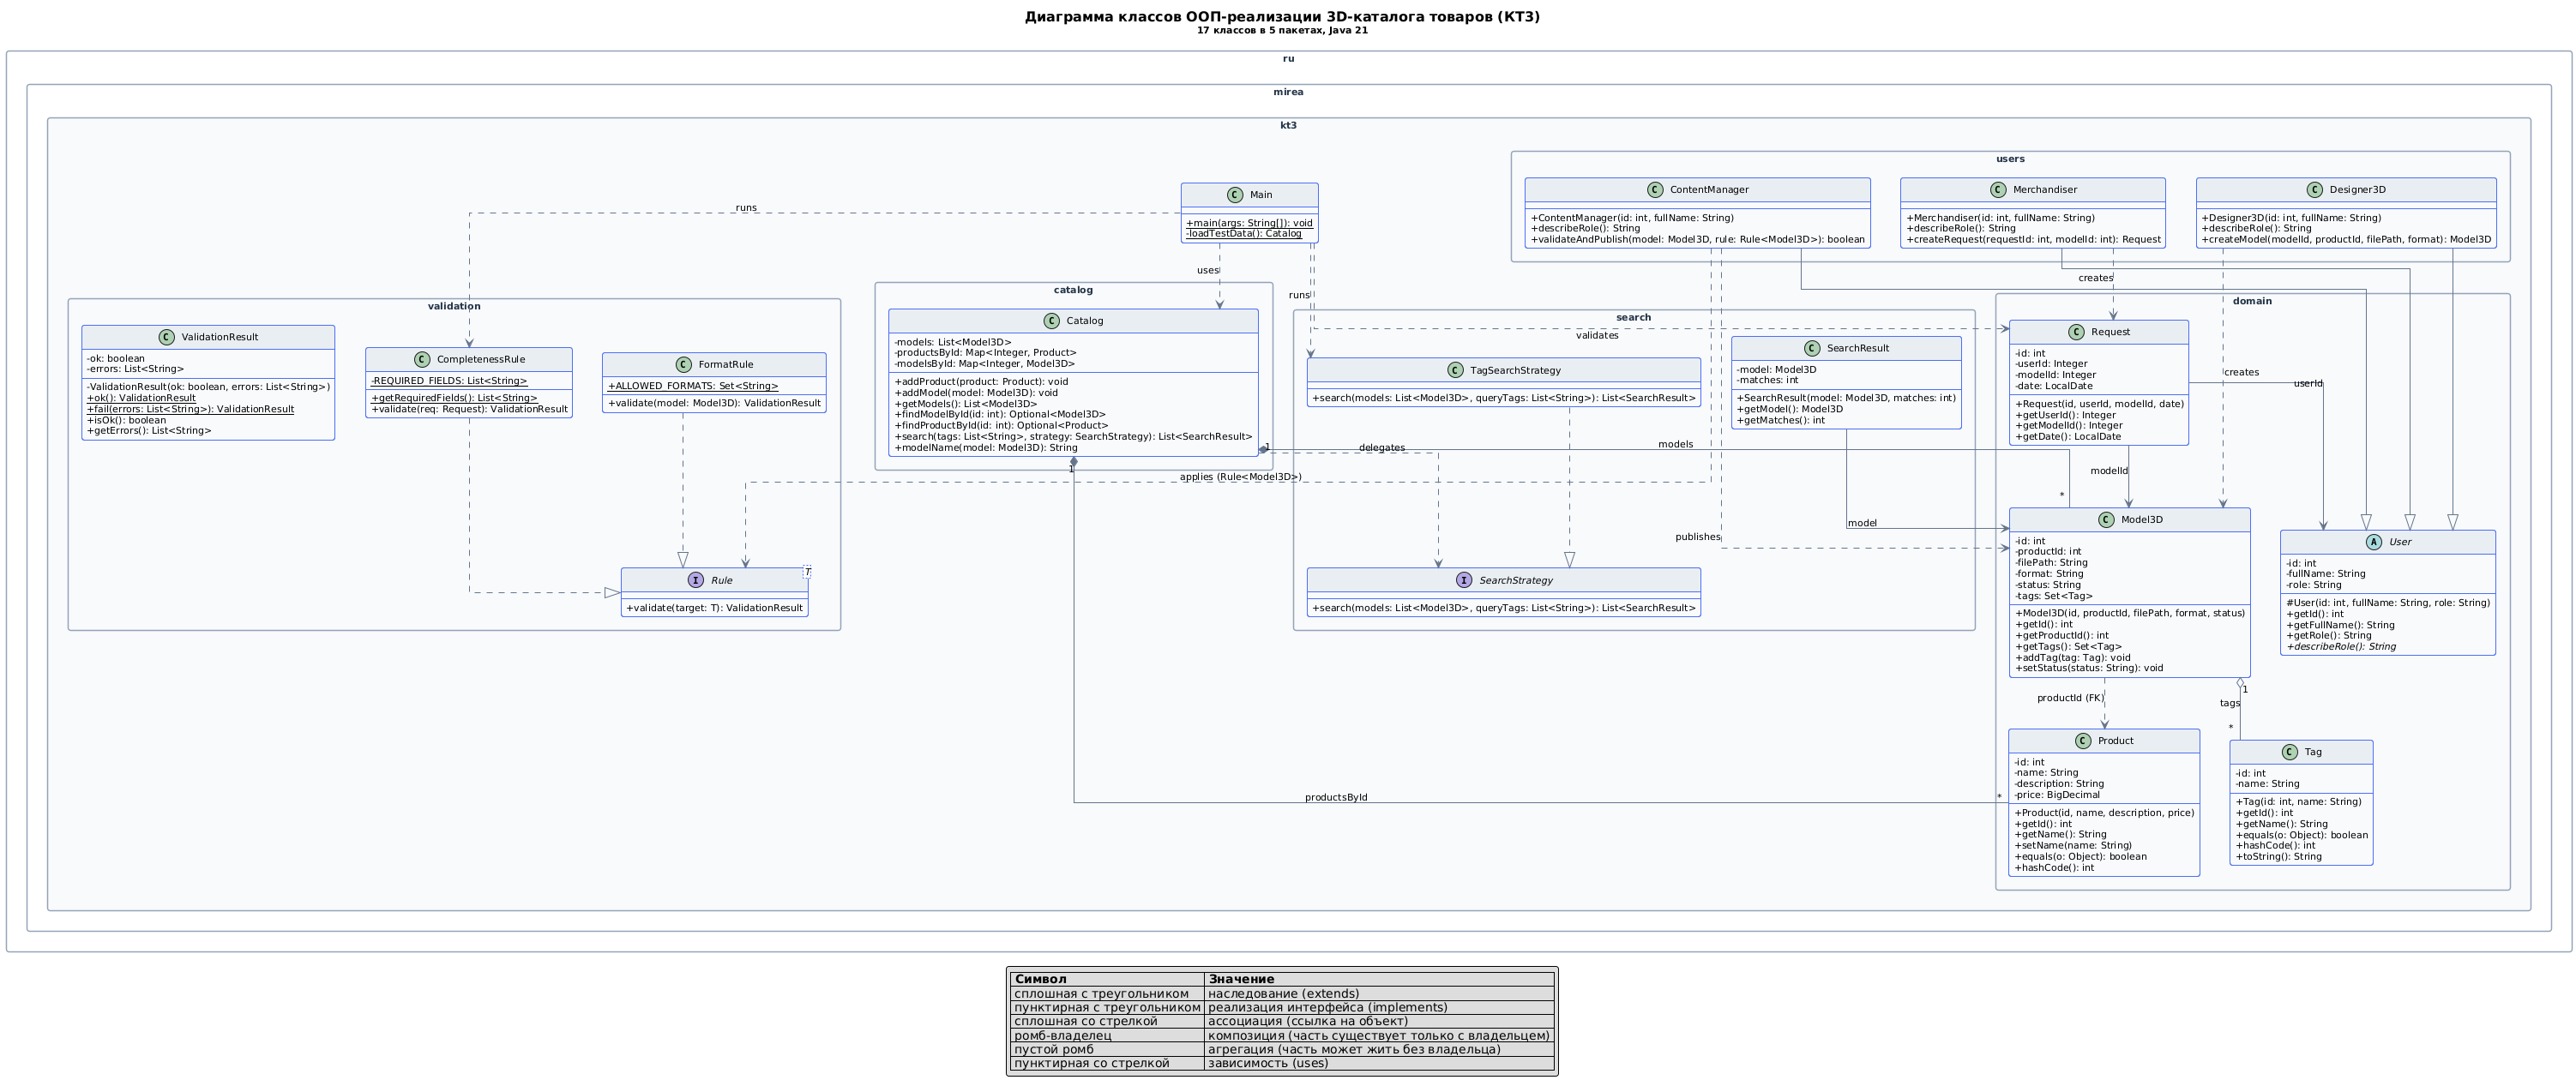 Диаграмма классов ООП-реализации 3D-каталога товаров (КТ3)
17 классов в 5 пакетах, Java 21
ru
mirea
kt3
users
C ContentManager
+ContentManager(id: int, fullName: String)
+describeRole(): String
+validateAndPublish(model: Model3D, rule: Rule<Model3D>): boolean
C Merchandiser
+Merchandiser(id: int, fullName: String)
+describeRole(): String
+createRequest(requestId: int, modelId: int): Request
C Designer3D
+Designer3D(id: int, fullName: String)
+describeRole(): String
+createModel(modelId, productId, filePath, format): Model3D
C Main
+main(args: String[]): void
-loadTestData(): Catalog
runs
uses
runs
validates
creates
creates
userId
validation
C ValidationResult
-ok: boolean
-errors: List<String>
-ValidationResult(ok: boolean, errors: List<String>)
+ok(): ValidationResult
+fail(errors: List<String>): ValidationResult
+isOk(): boolean
+getErrors(): List<String>
C CompletenessRule
-REQUIRED_FIELDS: List<String>
+getRequiredFields(): List<String>
+validate(req: Request): ValidationResult
C FormatRule
+ALLOWED_FORMATS: Set<String>
+validate(model: Model3D): ValidationResult
I Rule
T
+validate(target: T): ValidationResult
catalog
C Catalog
-models: List<Model3D>
-productsById: Map<Integer, Product>
-modelsById: Map<Integer, Model3D>
+addProduct(product: Product): void
+addModel(model: Model3D): void
+getModels(): List<Model3D>
+findModelById(id: int): Optional<Model3D>
+findProductById(id: int): Optional<Product>
+search(tags: List<String>, strategy: SearchStrategy): List<SearchResult>
+modelName(model: Model3D): String
1
1
delegates
models
*
applies (Rule<Model3D>)
search
C TagSearchStrategy
+search(models: List<Model3D>, queryTags: List<String>): List<SearchResult>
C SearchResult
-model: Model3D
-matches: int
+SearchResult(model: Model3D, matches: int)
+getModel(): Model3D
+getMatches(): int
I SearchStrategy
+search(models: List<Model3D>, queryTags: List<String>): List<SearchResult>
model
publishes
domain
C Request
-id: int
-userId: Integer
-modelId: Integer
-date: LocalDate
+Request(id, userId, modelId, date)
+getUserId(): Integer
+getModelId(): Integer
+getDate(): LocalDate
modelId
C Model3D
-id: int
-productId: int
-filePath: String
-format: String
-status: String
-tags: Set<Tag>
+Model3D(id, productId, filePath, format, status)
+getId(): int
+getProductId(): int
+getTags(): Set<Tag>
+addTag(tag: Tag): void
+setStatus(status: String): void
A User
-id: int
-fullName: String
-role: String
#User(id: int, fullName: String, role: String)
+getId(): int
+getFullName(): String
+getRole(): String
+describeRole(): String
productId (FK)
1
tags
*
productsById
*
C Product
-id: int
-name: String
-description: String
-price: BigDecimal
+Product(id, name, description, price)
+getId(): int
+getName(): String
+setName(name: String)
+equals(o: Object): boolean
+hashCode(): int
C Tag
-id: int
-name: String
+Tag(id: int, name: String)
+getId(): int
+getName(): String
+equals(o: Object): boolean
+hashCode(): int
+toString(): String
Символ Значение
сплошная с треугольником наследование (extends)
пунктирная с треугольником реализация интерфейса (implements)
сплошная со стрелкой ассоциация (ссылка на объект)
ромб-владелец композиция (часть существует только с владельцем)
пустой ромб агрегация (часть может жить без владельца)
пунктирная со стрелкой зависимость (uses)